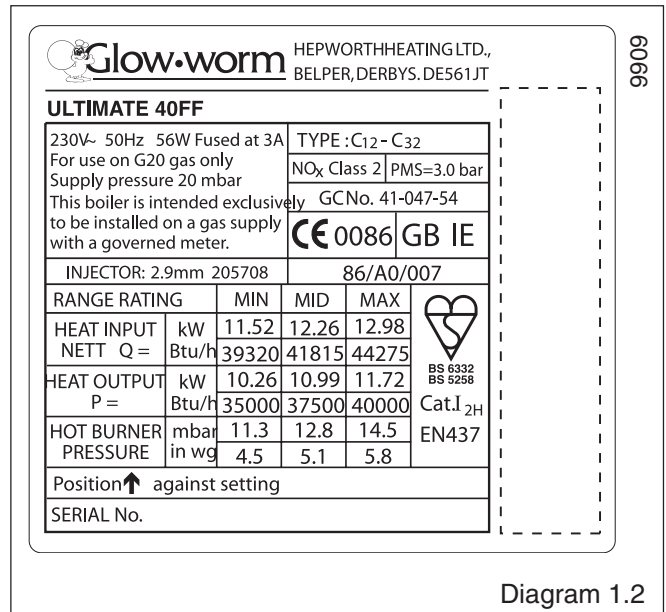 Glow•worm HEPWORTHHEATING LTD.,
BELPER, DERBYS. DE561JT
9909
ULTIMATE 40FF
230V~ 50Hz 56W Fused at 3A
For use on G20 gas only
Supply pressure 20 mbar
This boiler is intended exclusively
to be installed on a gas supply
with a governed meter.
TYPE :C12 - C32
NOX Class 2 PMS=3.0 bar
GC No. 41-047-54
CE 0086 GB IE
INJECTOR: 2.9mm 205708 86/A0/007
RANGE RATING MIN MID MAX
HEAT INPUT kW 11.52 12.26 12.98
NETT Q = Btu/h 39320 41815 44275
HEAT OUTPUT kW 10.26 10.99 11.72
P = Btu/h 35000 37500 40000
HOT BURNER mbar 11.3 12.8 14.5
PRESSURE in wg 4.5 5.1 5.8
BS 6332
BS 5258
Cat.I 2H
EN437
Position↑ against setting
SERIAL No.
Diagram 1.2